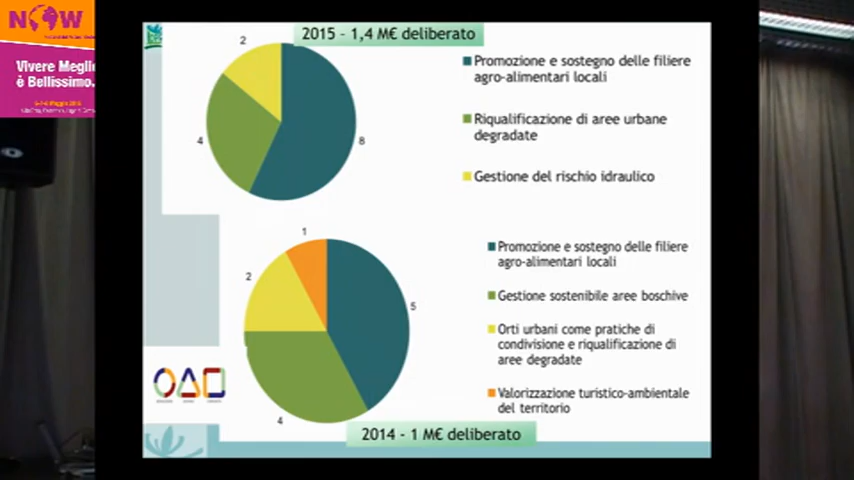 NOW
Vivere Meglio
è Bellissimo.
2015 - 1,4 M€ deliberato
2
4
8
Promozione e sostegno delle filiere
agro-alimentari locali
Riqualificazione di aree urbane
degradate
Gestione del rischio idraulico
1
2
5
4
Promozione e sostegno delle filiere
agro-alimentari locali
Gestione sostenibile aree boschive
Orti urbani come pratiche di
condivisione e riqualificazione di
aree degradate
Valorizzazione turistico-ambientale
del territorio
2014 - 1 M€ deliberato